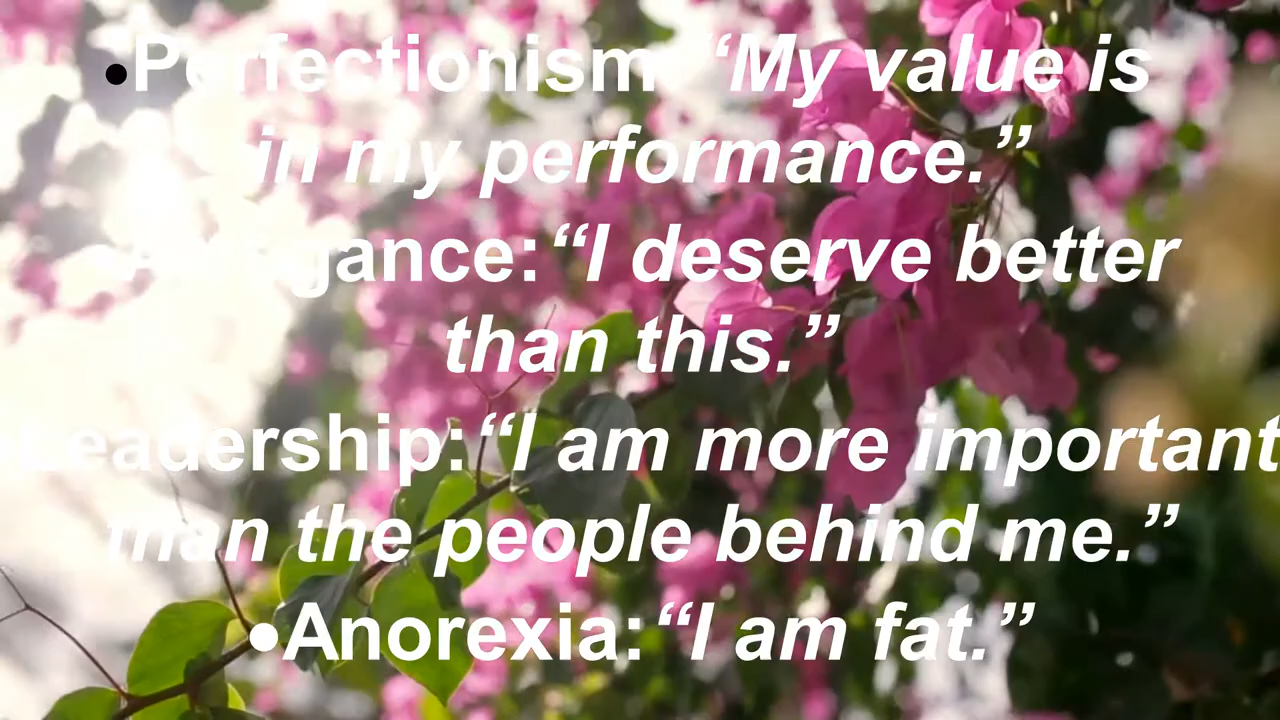 •Perfectionism: “My value is
in my performance.”
Arrogance: “I deserve better
than this.”
Leadership: “I am more important
than the people behind me.”
•Anorexia: “I am fat.”